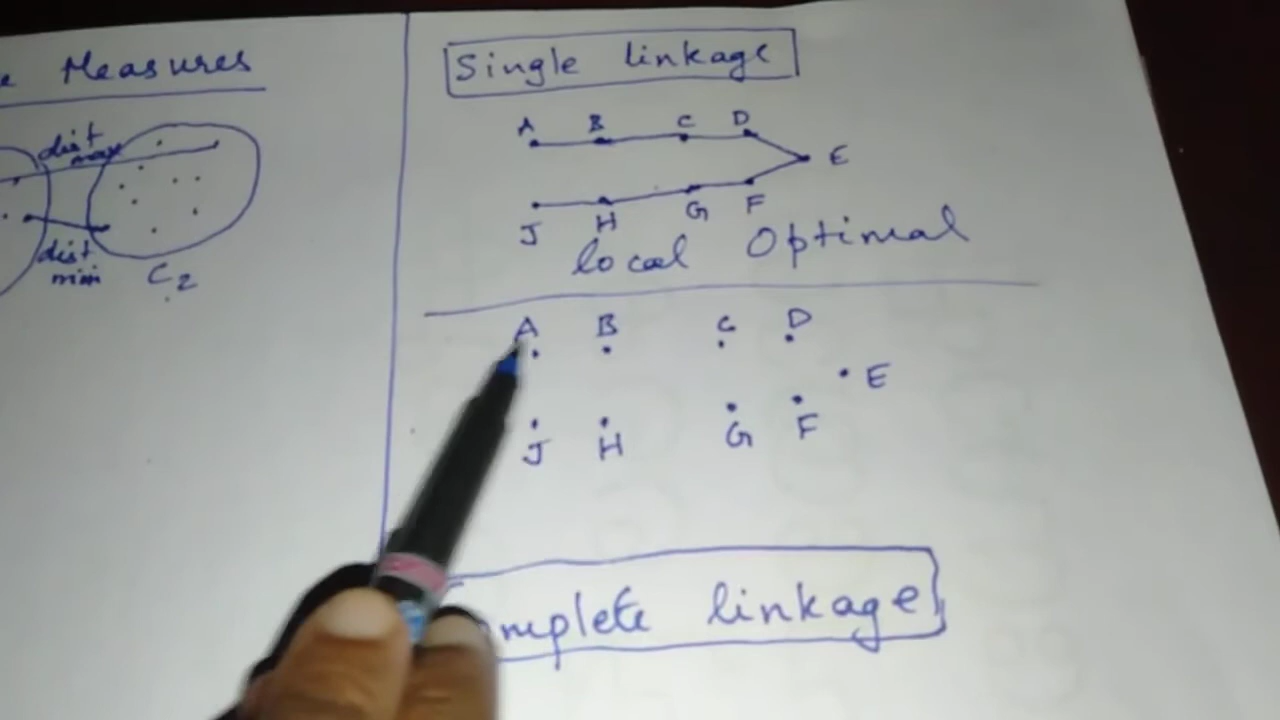 Measures
dist
max
dist
min
C2
Single linkage
A B C D
E
J H G F
local Optimal
A B C D
E
J H G F
mplete linkage